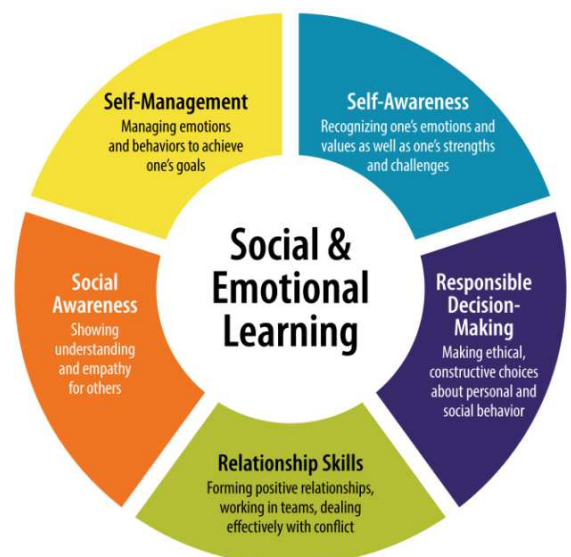 Self-Management
Managing emotions
and behaviors to achieve
one's goals
Self-Awareness
Recognizing one's emotions and
values as well as one's strengths
and challenges
Social &
Emotional
Learning
Social
Awareness
Showing
understanding
and empathy
for others
Responsible
Decision-
Making
Making ethical,
constructive choices
about personal and
social behavior
Relationship Skills
Forming positive relationships,
working in teams, dealing
effectively with conflict